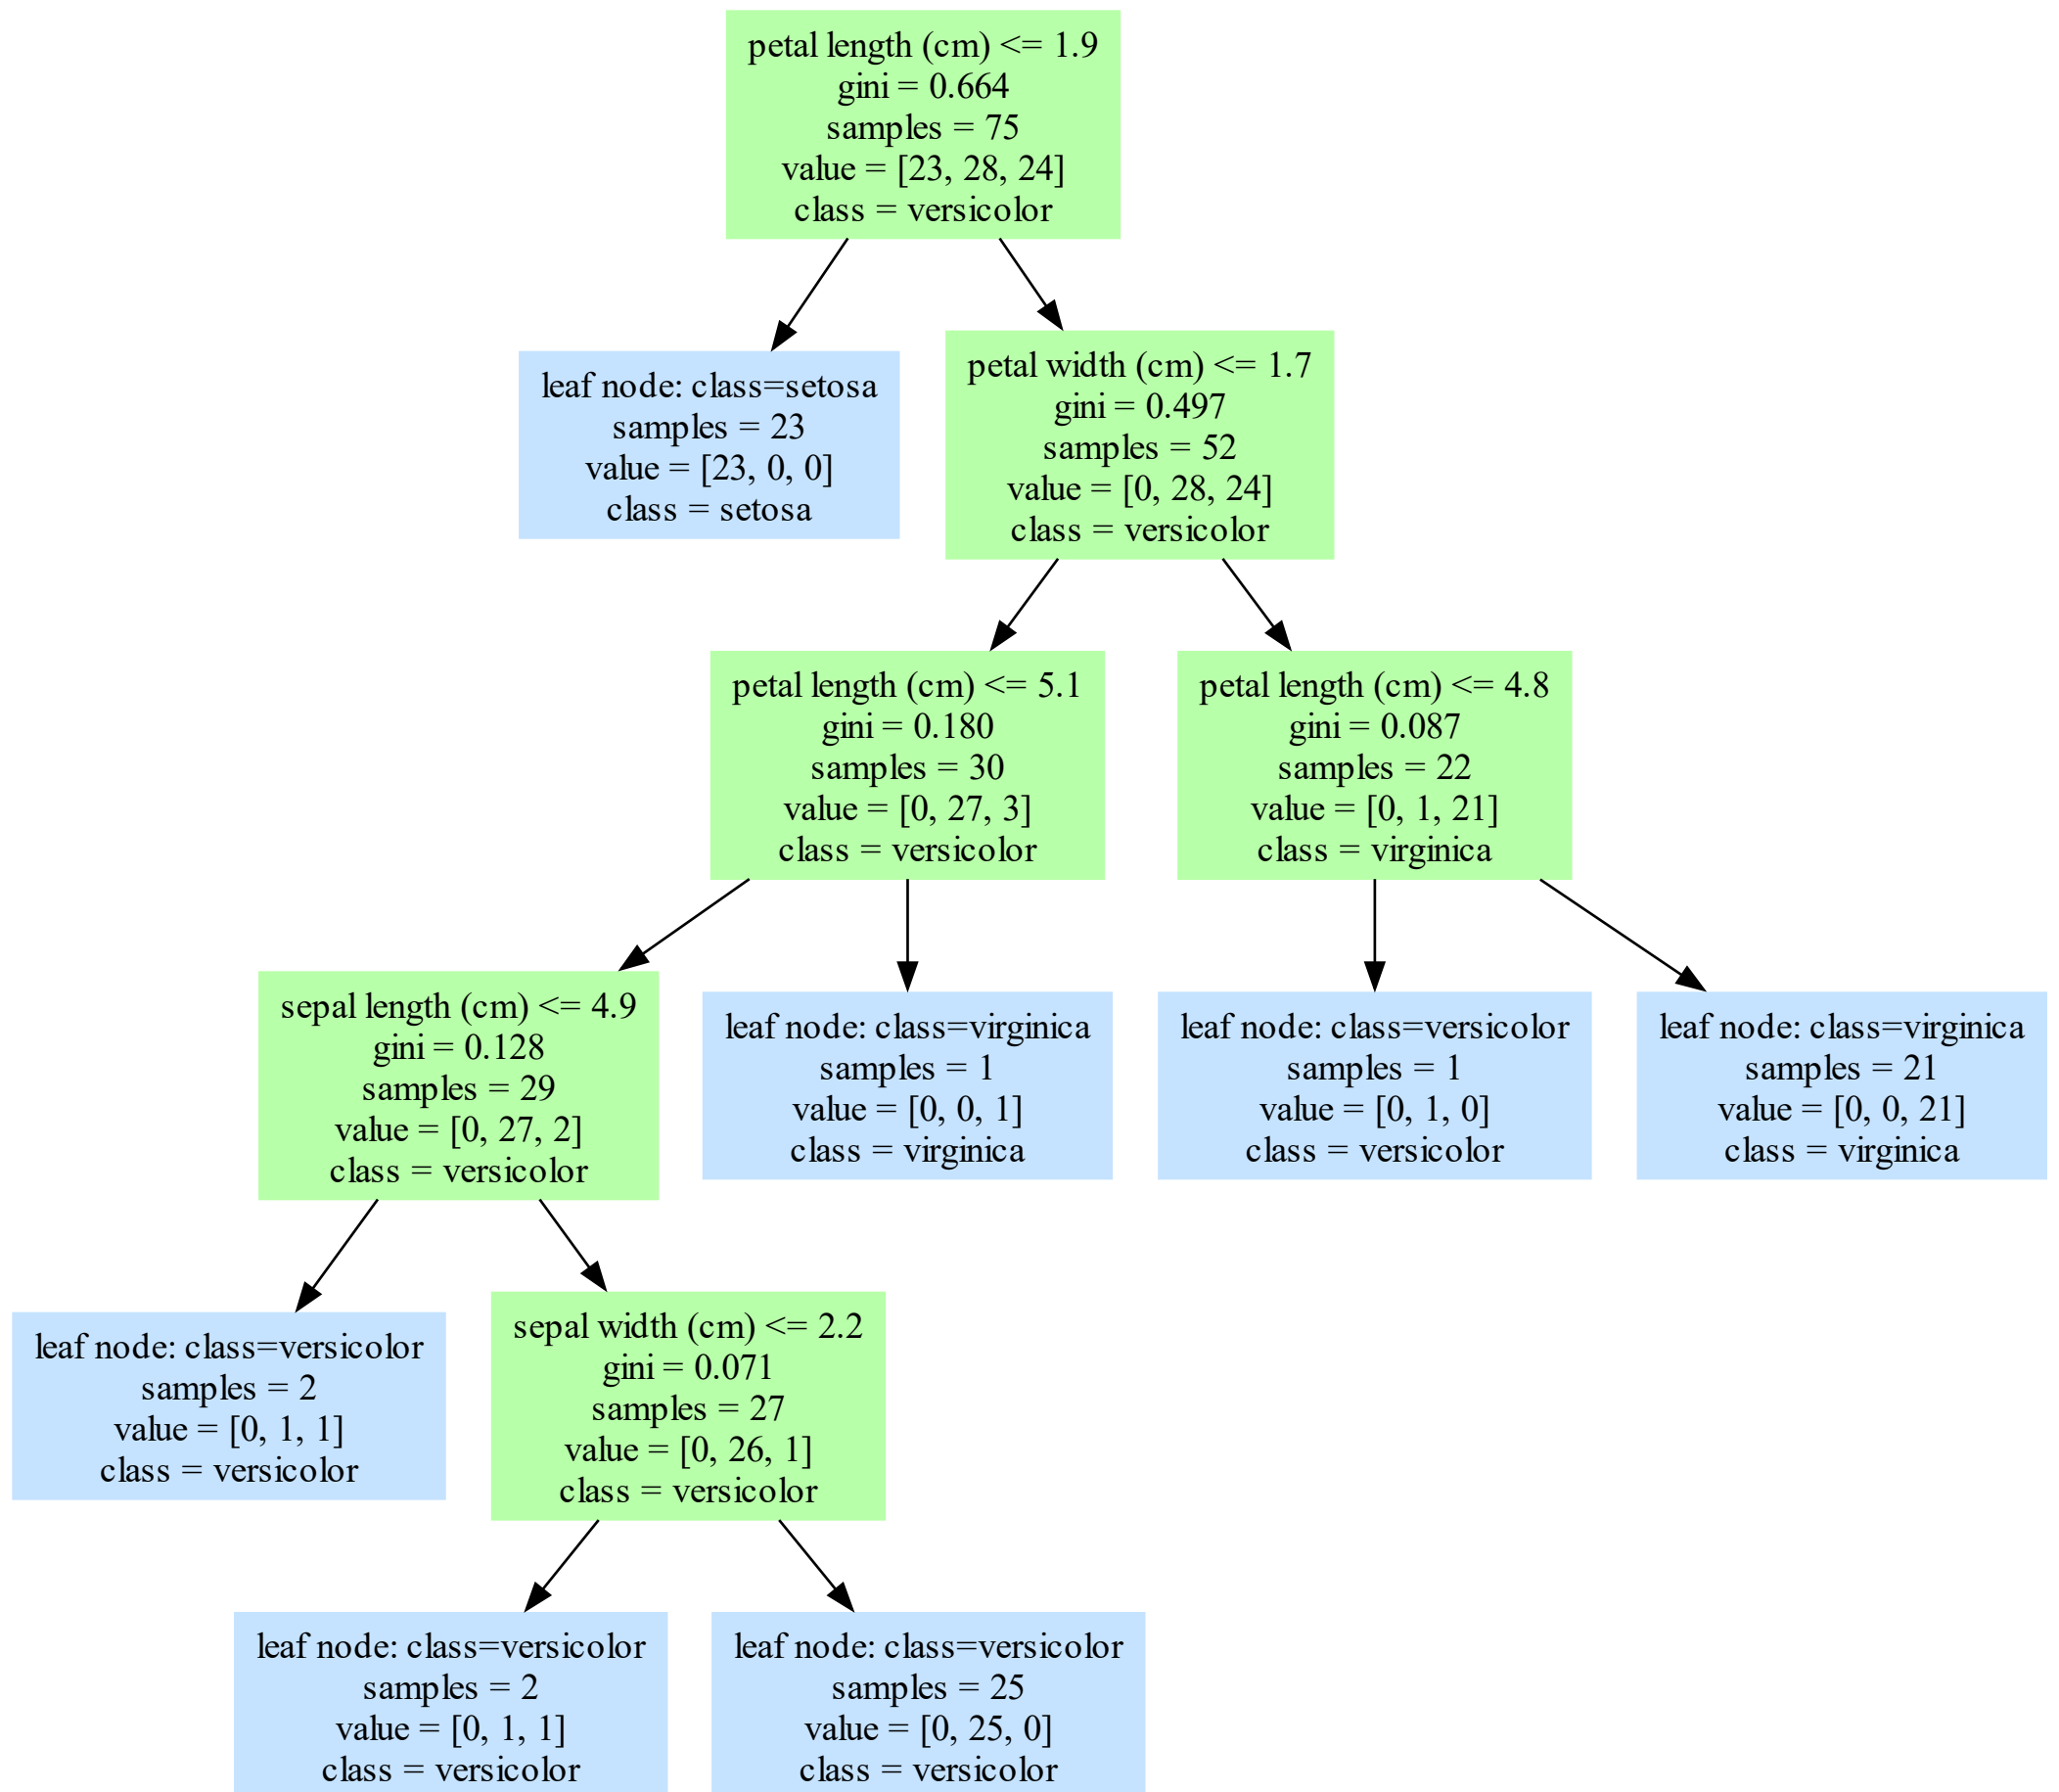 petal length (cm) <= 1.9
gini = 0.664
samples = 75
value = [23, 28, 24]
class = versicolor
leaf node: class=setosa
samples = 23
value = [23, 0, 0]
class = setosa
petal width (cm) <= 1.7
gini = 0.497
samples = 52
value = [0, 28, 24]
class = versicolor
petal length (cm) <= 5.1
gini = 0.180
samples = 30
value = [0, 27, 3]
class = versicolor
petal length (cm) <= 4.8
gini = 0.087
samples = 22
value = [0, 1, 21]
class = virginica
sepal length (cm) <= 4.9
gini = 0.128
samples = 29
value = [0, 27, 2]
class = versicolor
leaf node: class=virginica
samples = 1
value = [0, 0, 1]
class = virginica
leaf node: class=versicolor
samples = 1
value = [0, 1, 0]
class = versicolor
leaf node: class=virginica
samples = 21
value = [0, 0, 21]
class = virginica
leaf node: class=versicolor
samples = 2
value = [0, 1, 1]
class = versicolor
sepal width (cm) <= 2.2
gini = 0.071
samples = 27
value = [0, 26, 1]
class = versicolor
leaf node: class=versicolor
samples = 2
value = [0, 1, 1]
class = versicolor
leaf node: class=versicolor
samples = 25
value = [0, 25, 0]
class = versicolor